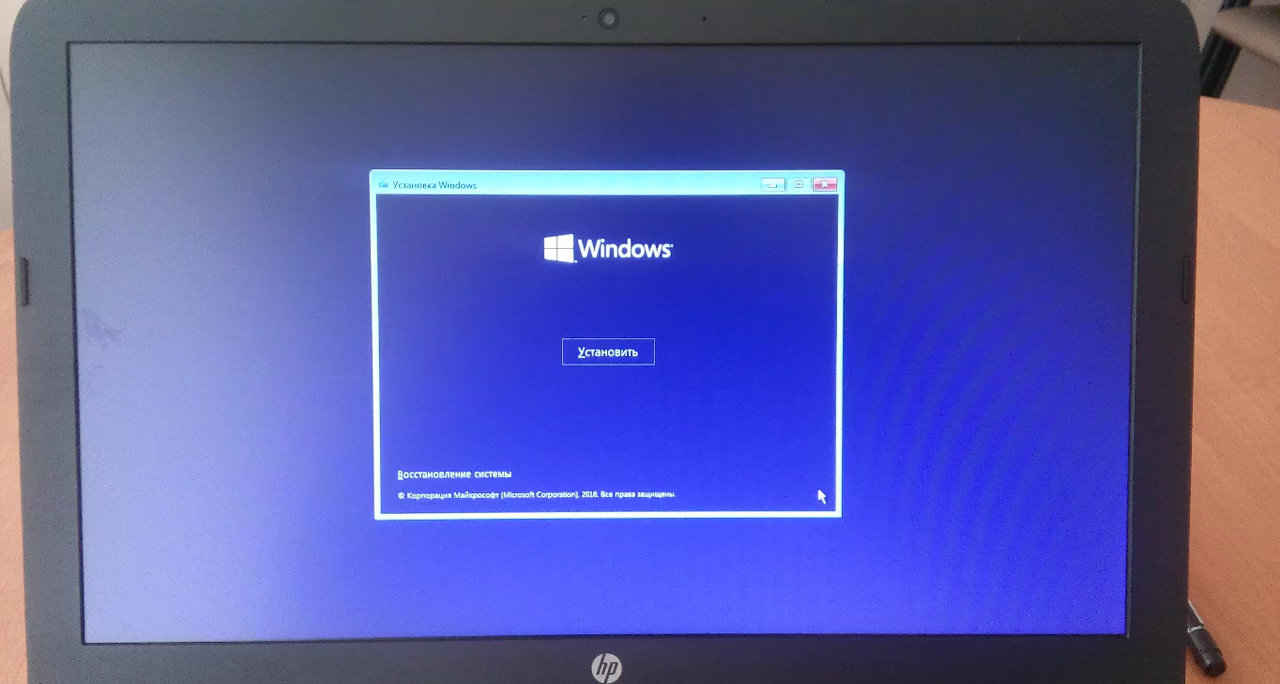 Установка Windows
Windows
Установить
Восстановление системы
© Корпорация Майкрософт (Microsoft Corporation), 2016. Все права защищены.
hp